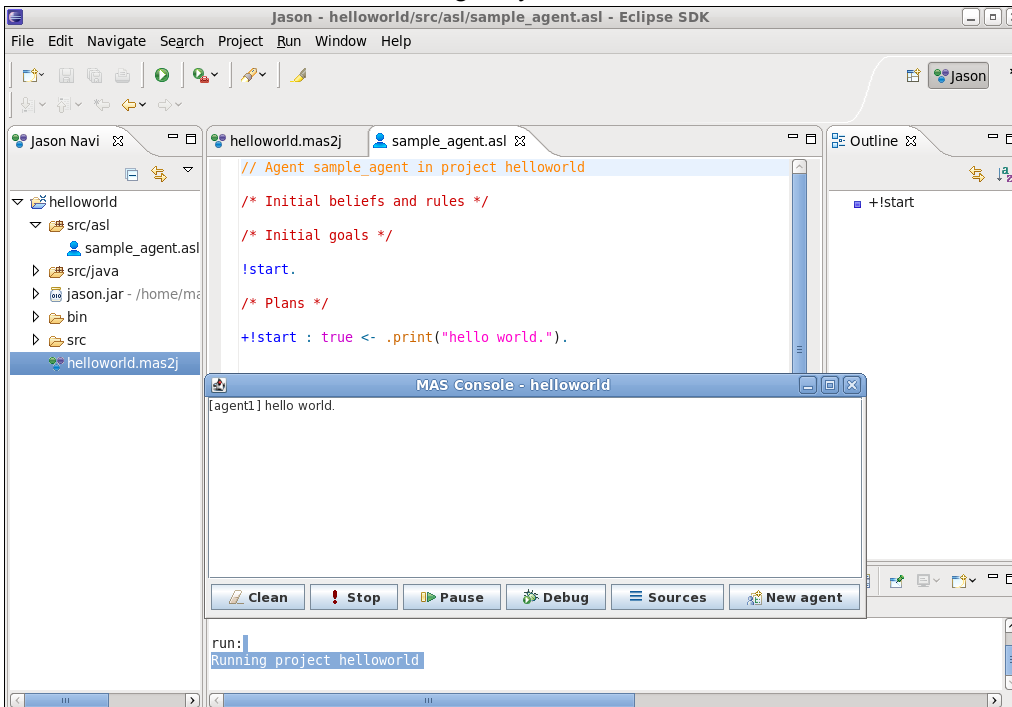 Jason - helloworld/src/asl/sample_agent.asl - Eclipse SDK
File Edit Navigate Search Project Run Window Help
Jason
Jason Navi
helloworld.mas2j
sample_agent.asl
Outline
helloworld
src/asl
sample_agent.asl
src/java
jason.jar - /home/ma
bin
src
helloworld.mas2j
// Agent sample_agent in project helloworld
/* Initial beliefs and rules */
/* Initial goals */
!start.
/* Plans */
+!start : true <- .print("hello world.").
+!start
MAS Console - helloworld
[agent1] hello world.
Clean Stop Pause Debug Sources New agent
run:
Running project helloworld